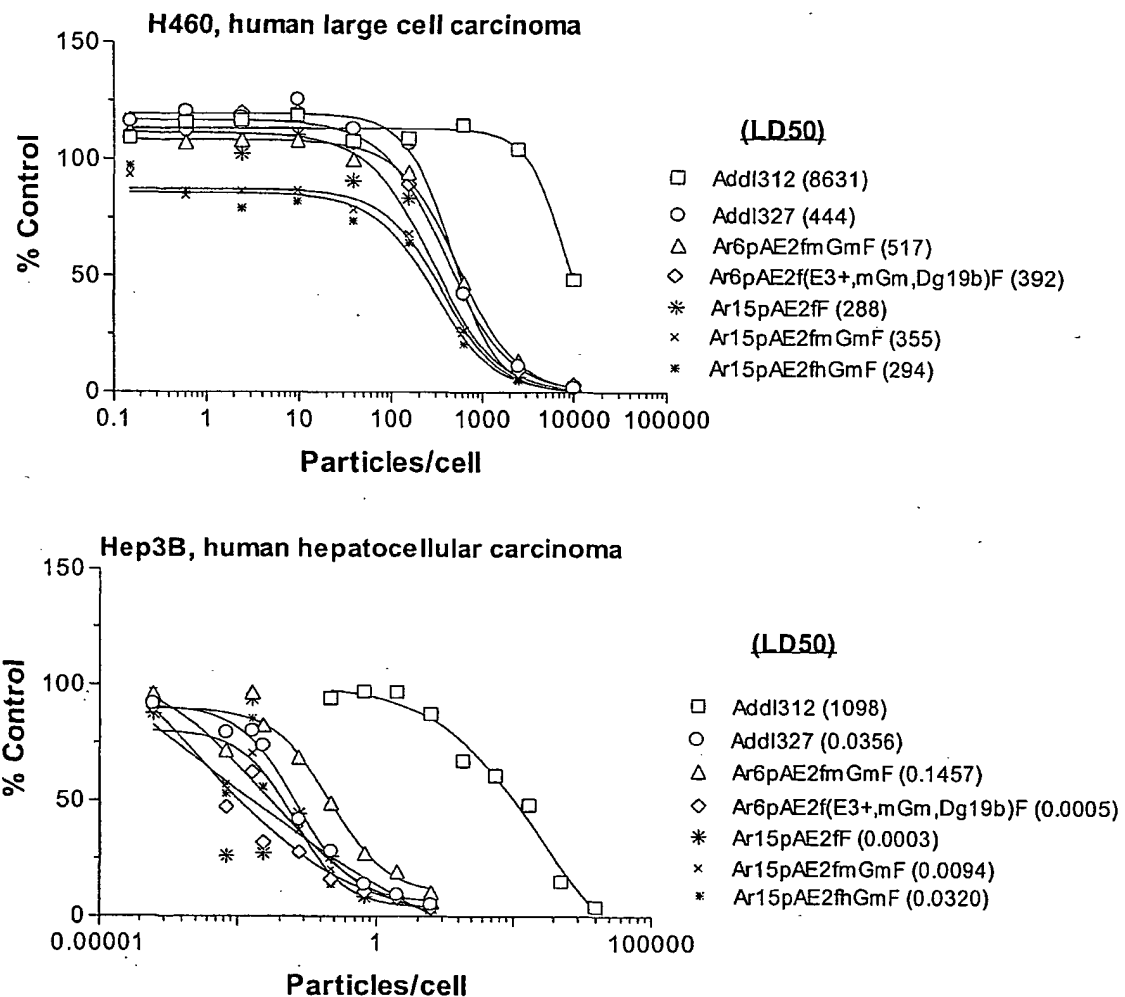 H460, human large cell carcinoma
150
100
50
0
% Control
0.1 1 10 100 1000 10000 100000
Particles/cell
(LD50)
Addl312 (8631)
Addl327 (444)
Ar6pAE2fmGmF (517)
Ar6pAE2f(E3+,mGm,Dg19b)F (392)
Ar15pAE2fF (288)
Ar15pAE2fmGmF (355)
Ar15pAE2fhGmF (294)
Hep3B, human hepatocellular carcinoma
150
100
50
0
% Control
0.00001 1 100000
Particles/cell
(LD50)
Addl312 (1098)
Addl327 (0.0356)
Ar6pAE2fmGmF (0.1457)
Ar6pAE2f(E3+,mGm,Dg19b)F (0.0005)
Ar15pAE2fF (0.0003)
Ar15pAE2fmGmF (0.0094)
Ar15pAE2fhGmF (0.0320)